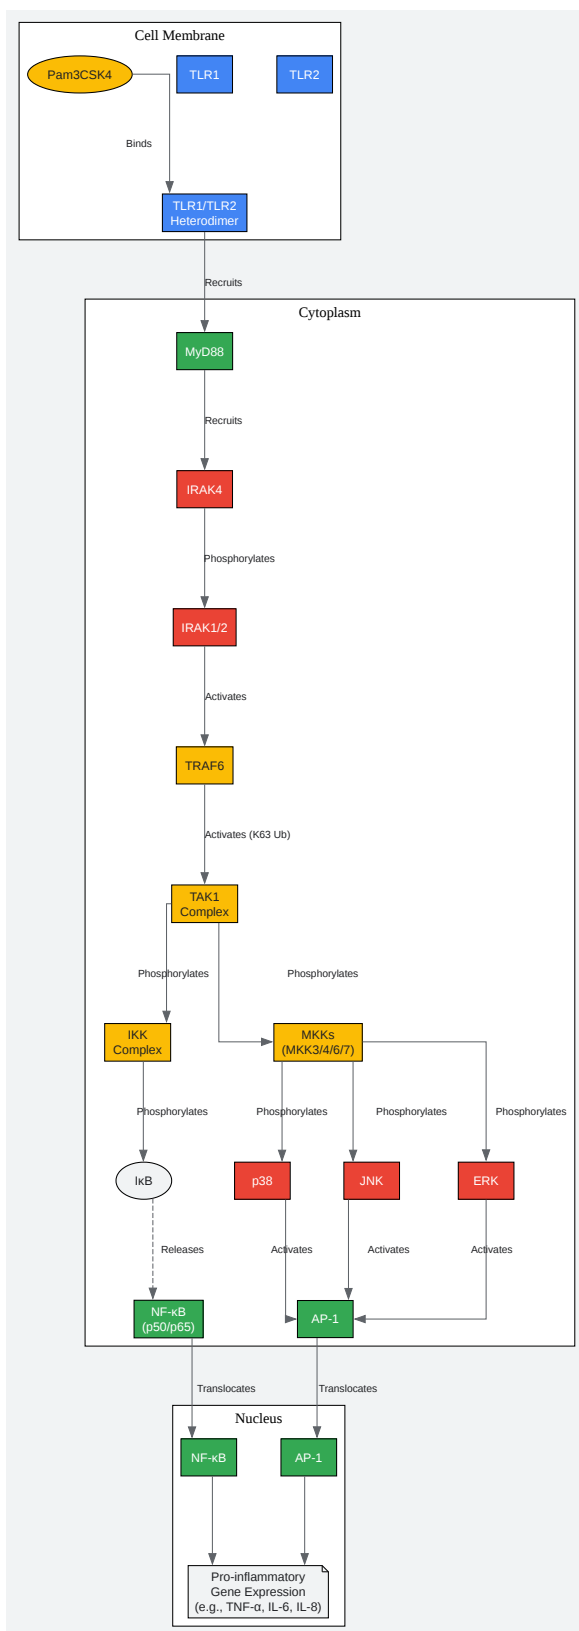 Cell Membrane
Pam3CSK4
TLR1
TLR2
Binds
TLR1/TLR2
Heterodimer
Recruits
Cytoplasm
MyD88
Recruits
IRAK4
Phosphorylates
IRAK1/2
Activates
TRAF6
Activates (K63 Ub)
TAK1
Complex
Phosphorylates
Phosphorylates
IKK
Complex
MKKs
(MKK3/4/6/7)
Phosphorylates
Phosphorylates
Phosphorylates
Phosphorylates
IκB
p38
JNK
ERK
Releases
Activates
Activates
Activates
NF-κB
(p50/p65)
AP-1
Translocates
Translocates
Nucleus
NF-κB
AP-1
Pro-inflammatory
Gene Expression
(e.g., TNF-α, IL-6, IL-8)